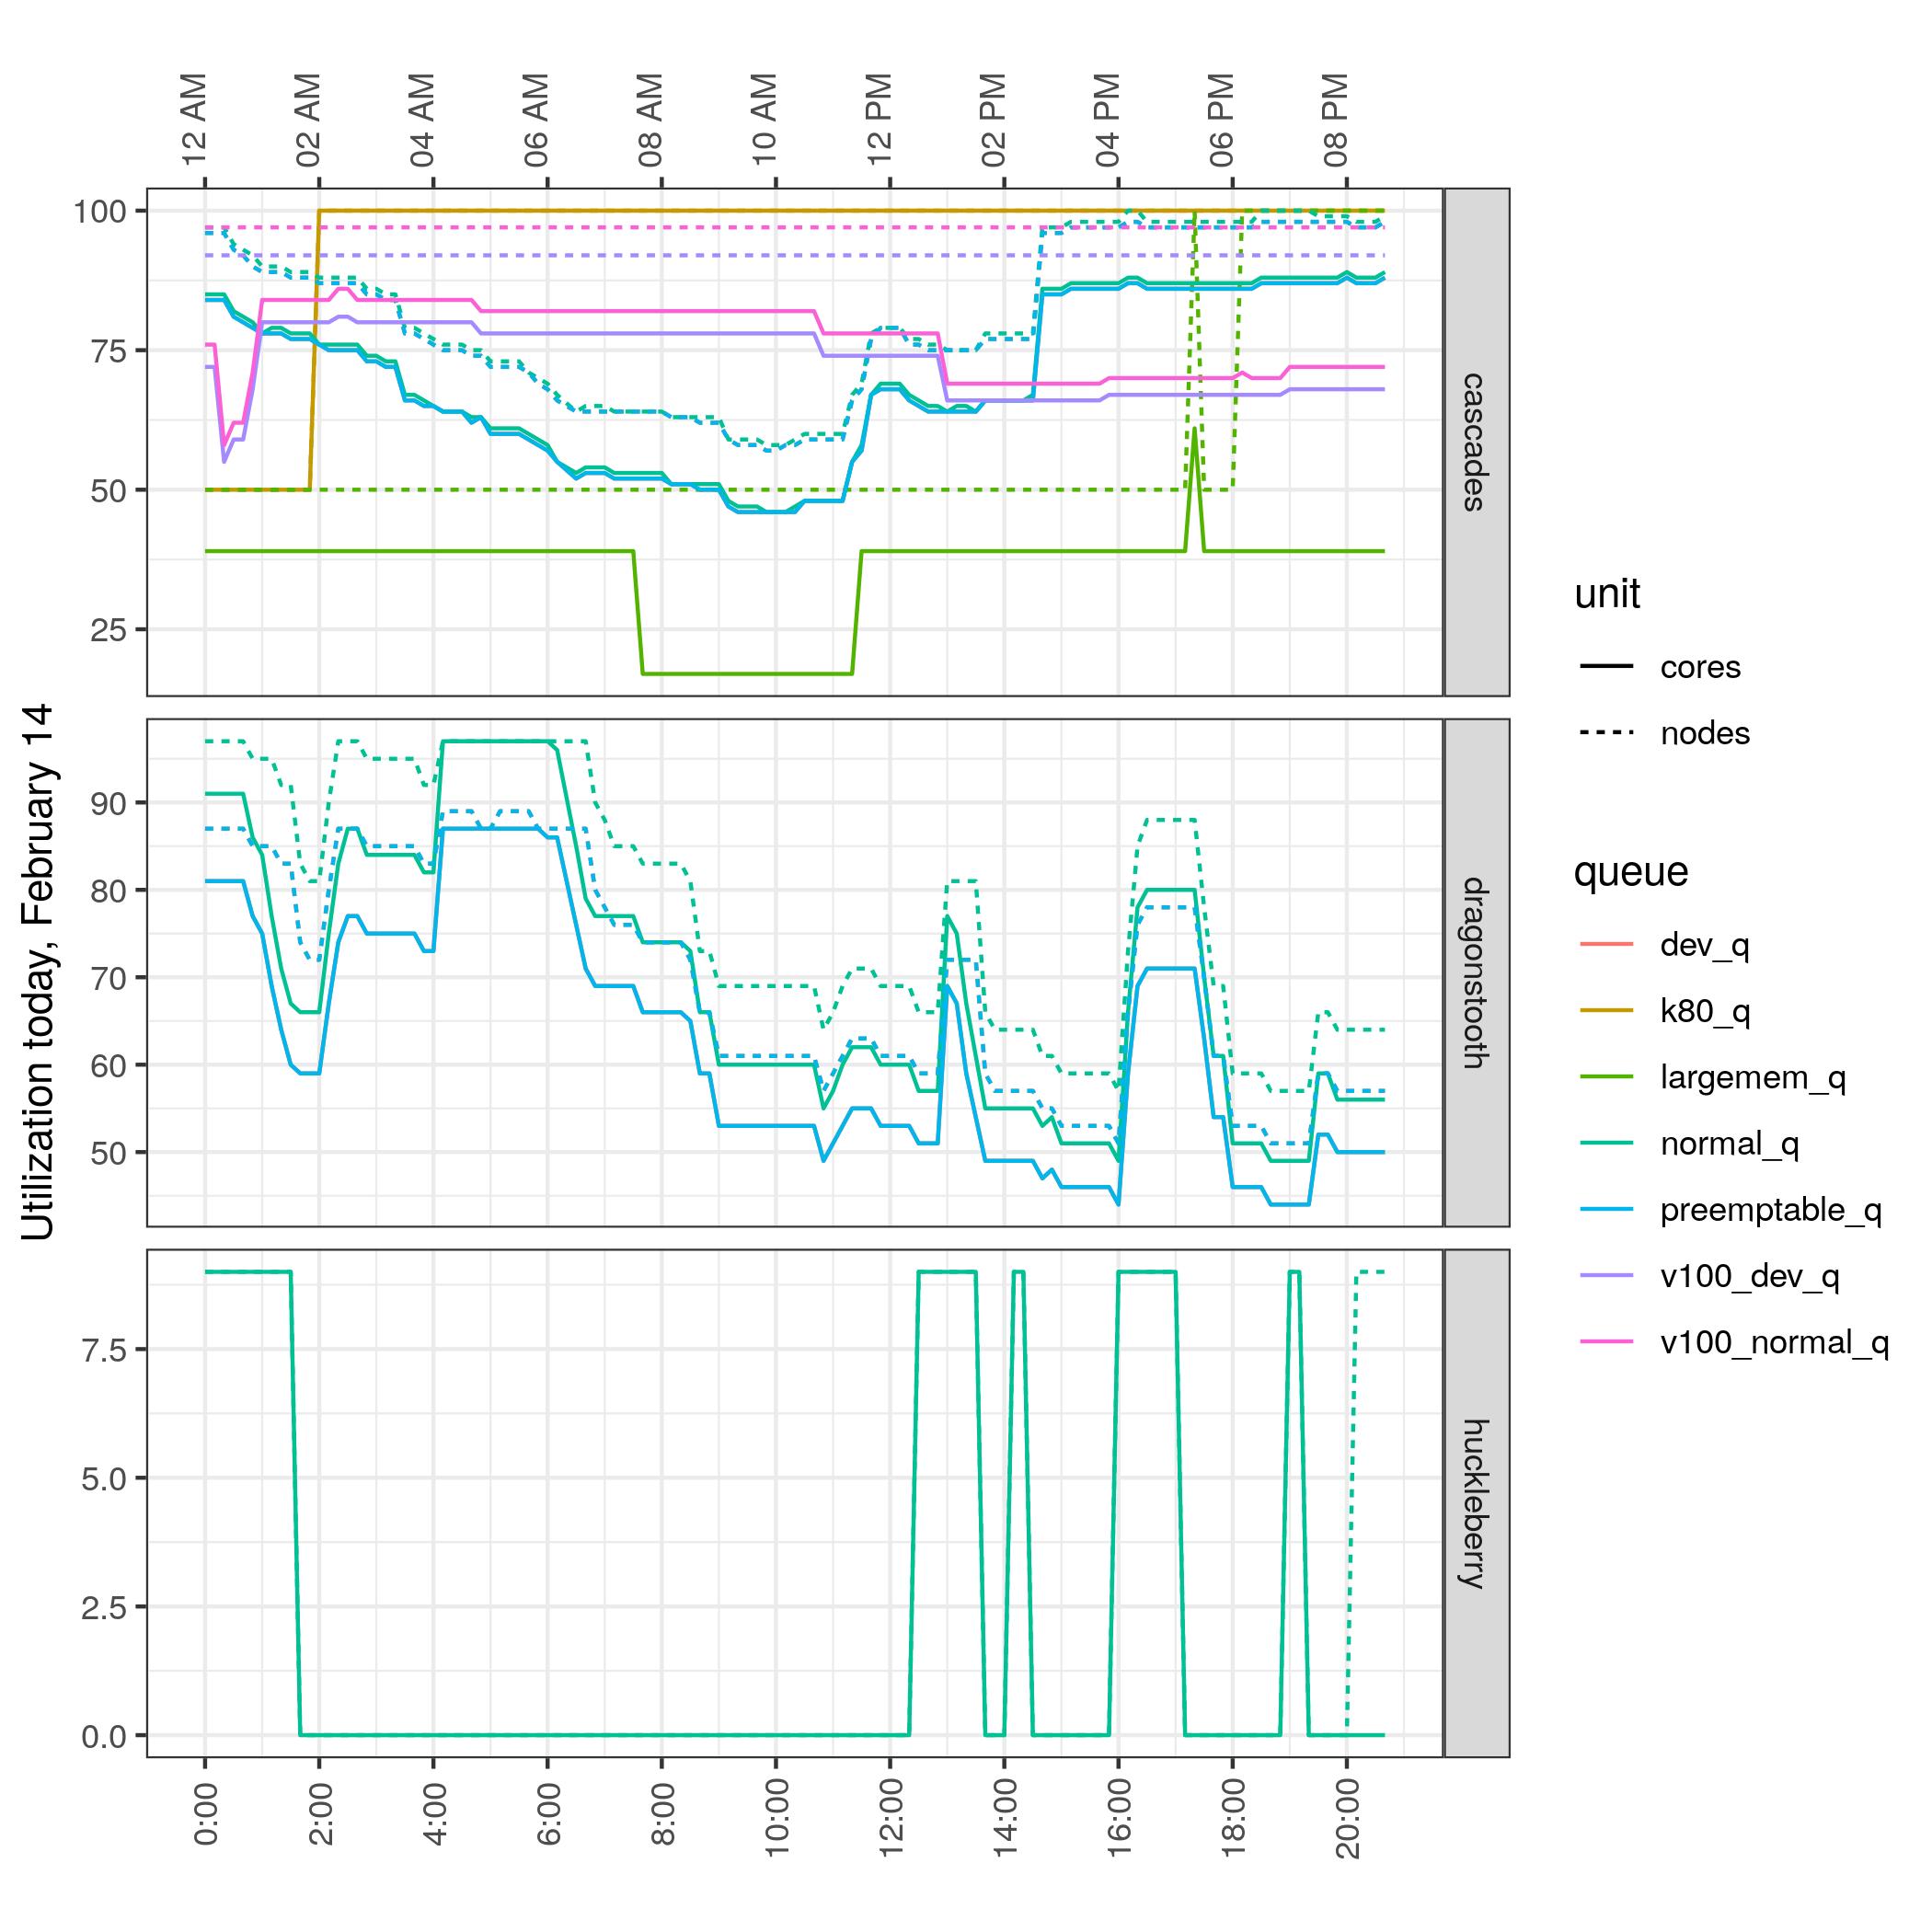 12 AM
02 AM
04 AM
06 AM
08 AM
10 AM
12 PM
02 PM
04 PM
06 PM
08 PM
Utilization today, February 14
100
75
50
25
cascades
90
80
70
60
50
dragonstooth
7.5
5.0
2.5
0.0
huckleberry
0:00
2:00
4:00
6:00
8:00
10:00
12:00
14:00
16:00
18:00
20:00
unit
cores
nodes
queue
dev_q
k80_q
largemem_q
normal_q
preemptable_q
v100_dev_q
v100_normal_q